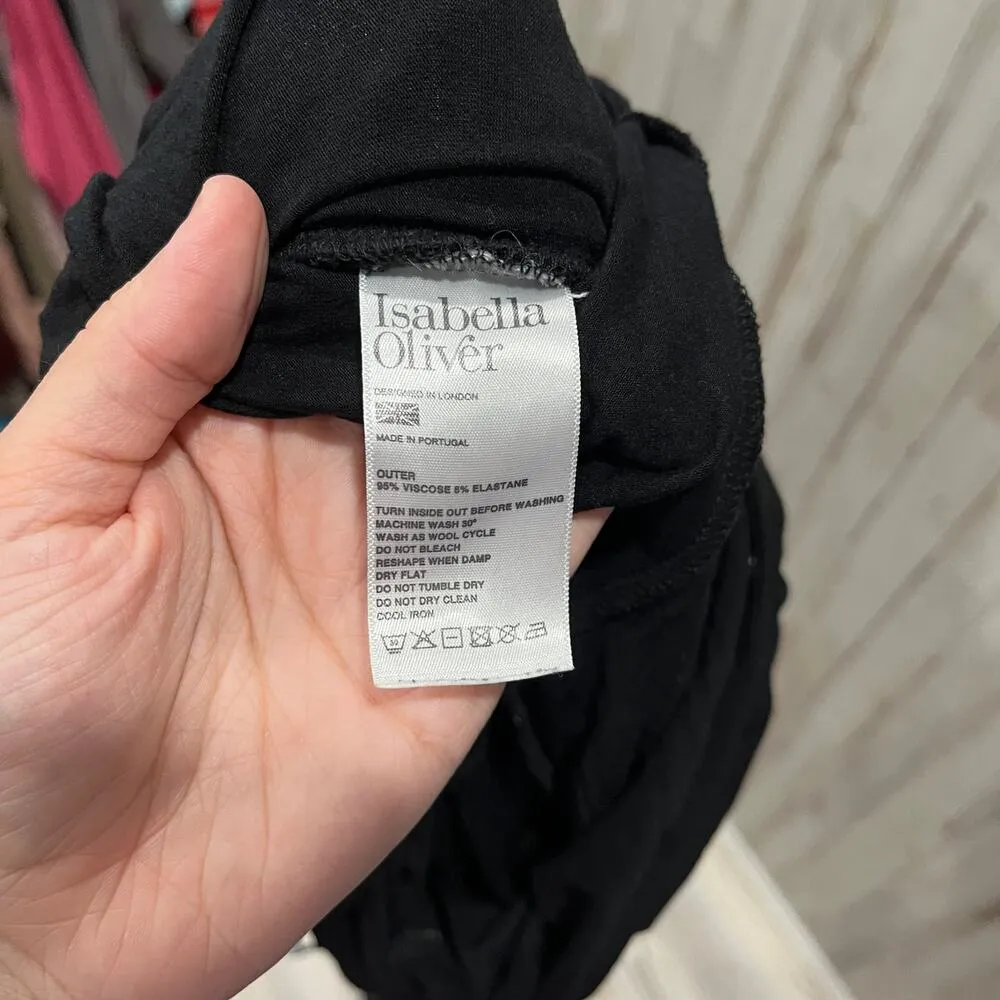 Isabella
Oliver
DESIGNED IN LONDON
MADE IN PORTUGAL
OUTER
95% VISCOSE 5% ELASTANE
TURN INSIDE OUT BEFORE WASHING
MACHINE WASH 30°
WASH AS WOOL CYCLE
DO NOT BLEACH
RESHAPE WHEN DAMP
DRY FLAT
DO NOT TUMBLE DRY
DO NOT DRY CLEAN
COOL IRON
30